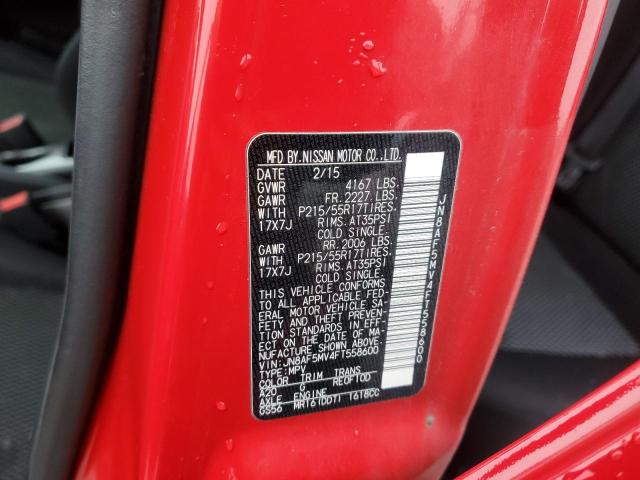 MFD BY.NISSAN MOTOR CO.,LTD.
DATE 2/15
GVWR 4167 LBS.
GAWR FR. 2227 LBS.
WITH P215/55R17TIRES.
17X7J RIMS. AT35PSI
COLD SINGLE.
GAWR RR. 2006 LBS.
WITH P215/55R17TIRES.
17X7J RIMS. AT35PSI
COLD SINGLE.
THIS VEHICLE CONFORMS
TO ALL APPLICABLE FED-
ERAL MOTOR VEHICLE SA-
FETY AND THEFT PREVEN-
TION STANDARDS IN EFF-
ECT ON THE DATE OF MA-
NUFACTURE SHOWN ABOVE.
VIN:JN8AF5MV4FT558600
TYPE:MPV
COLOR TRIM TRANS
A20 G RE0F10D
AXLE ENGINE
GS56 MR16(DDT) 1618CC
JN8AF5MV4FT558600